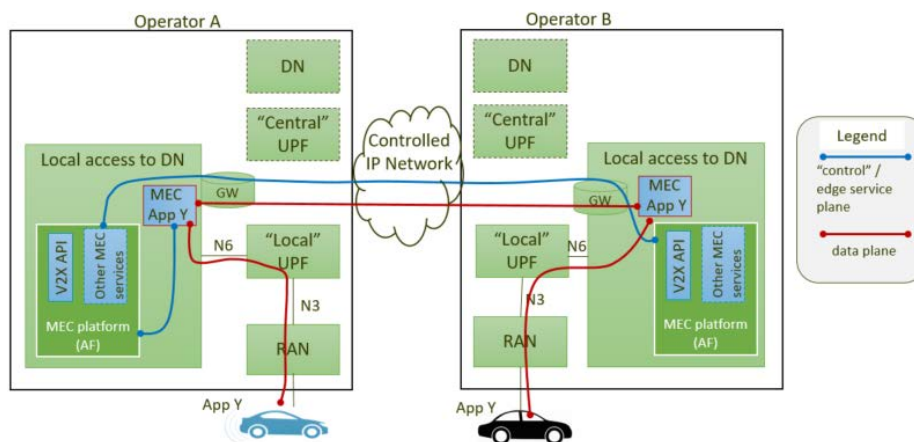 Operator A
DN
"Central"
UPF
Local access to DN
GW
MEC
App Y
V2X API
Other MEC
services
MEC platform
(AF)
N6
"Local"
UPF
N3
RAN
App Y
Controlled
IP Network
Operator B
DN
"Central"
UPF
Local access to DN
GW
MEC
App Y
N6
"Local"
UPF
V2X API
Other MEC
services
MEC platform
(AF)
N3
RAN
App Y
Legend
"control" /
edge service
plane
data plane